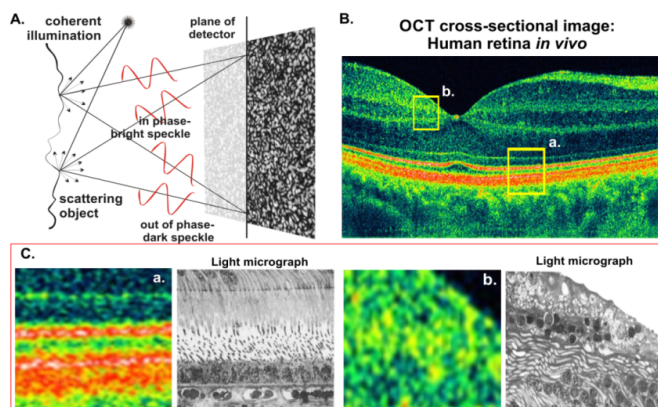 A.
coherent
illumination
plane of
detector
in phase-
bright speckle
scattering
object
out of phase-
dark speckle
B.
OCT cross-sectional image:
Human retina in vivo
b.
a.
C.
a.
Light micrograph
b.
Light micrograph